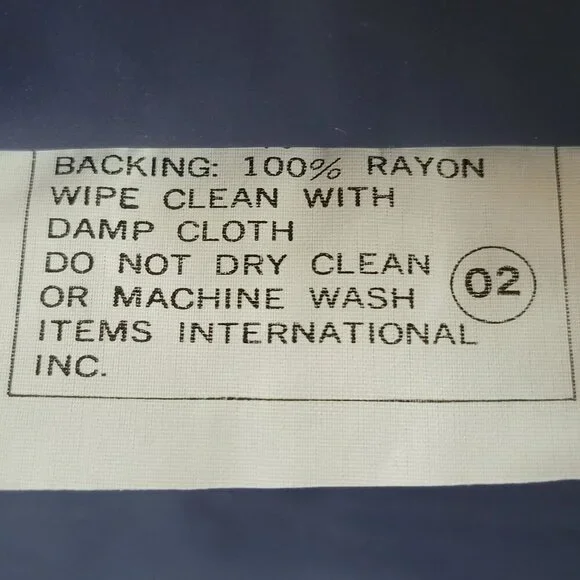 BACKING: 100% RAYON
WIPE CLEAN WITH
DAMP CLOTH
DO NOT DRY CLEAN
OR MACHINE WASH
02
ITEMS INTERNATIONAL
INC.